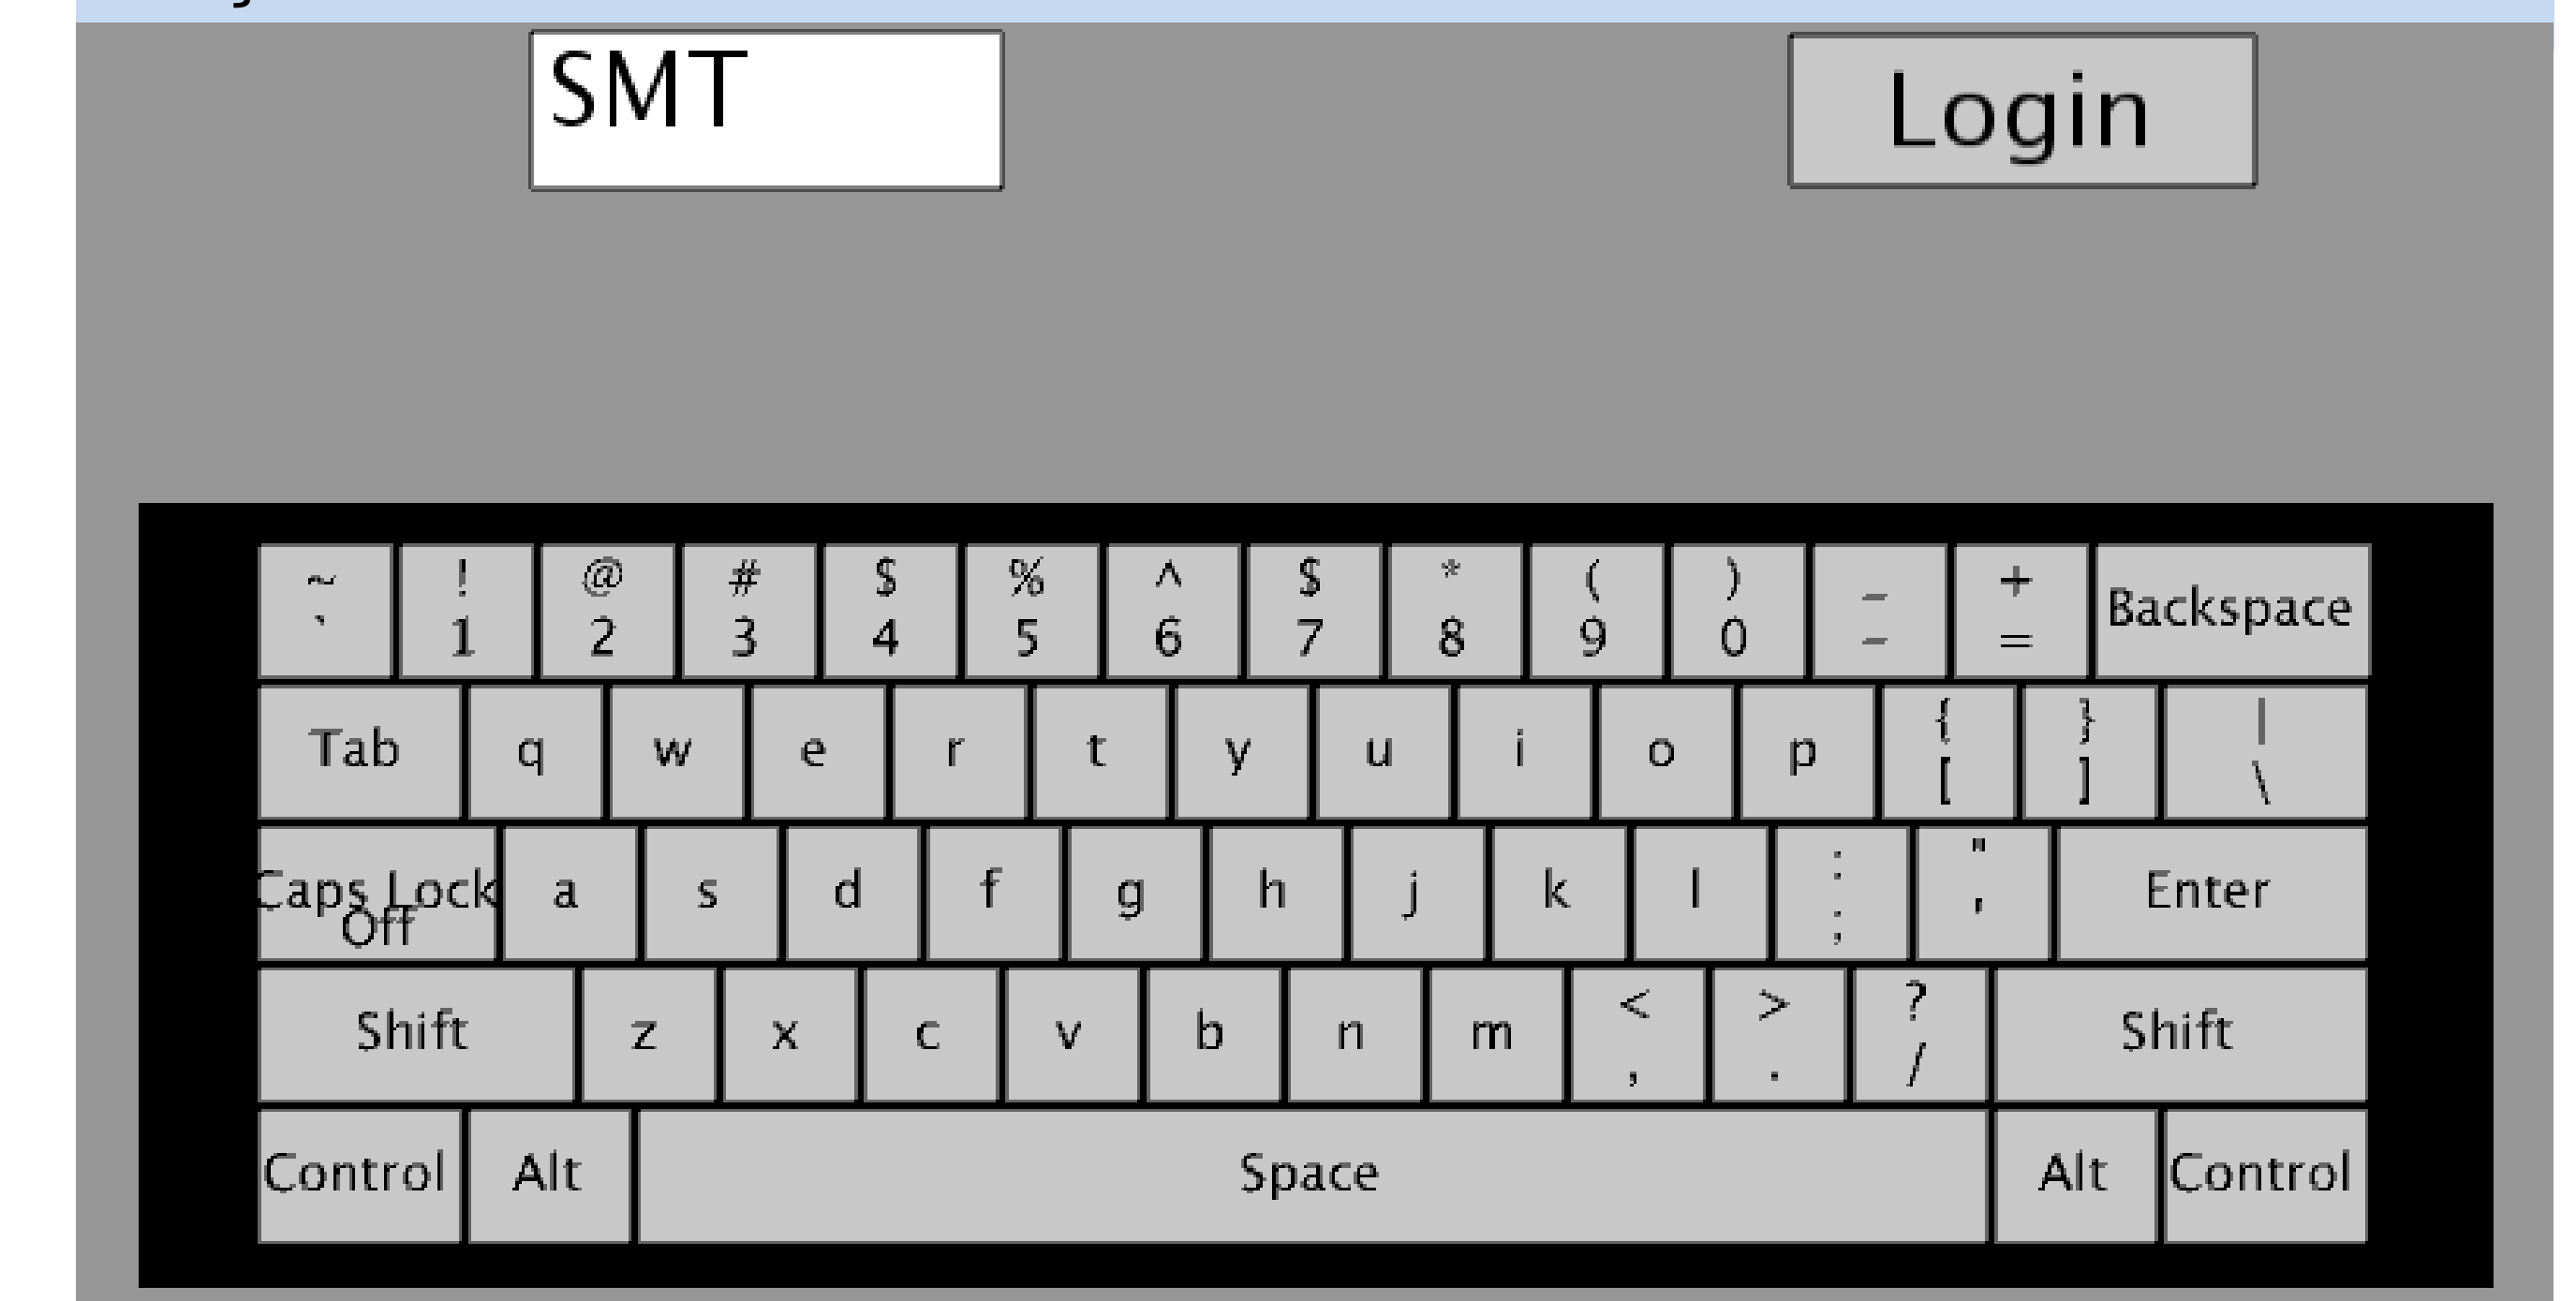 SMT
Login
~ ! @ # $ % ^ $ * ( ) _ +
` 1 2 3 4 5 6 7 8 9 0 - = Backspace
{ } |
Tab q w e r t y u i o p [ ] \
: "
Caps Lock a s d f g h j k l ; ' Enter
Off
< > ?
Shift z x c v b n m , . / Shift
Control Alt Space Alt Control